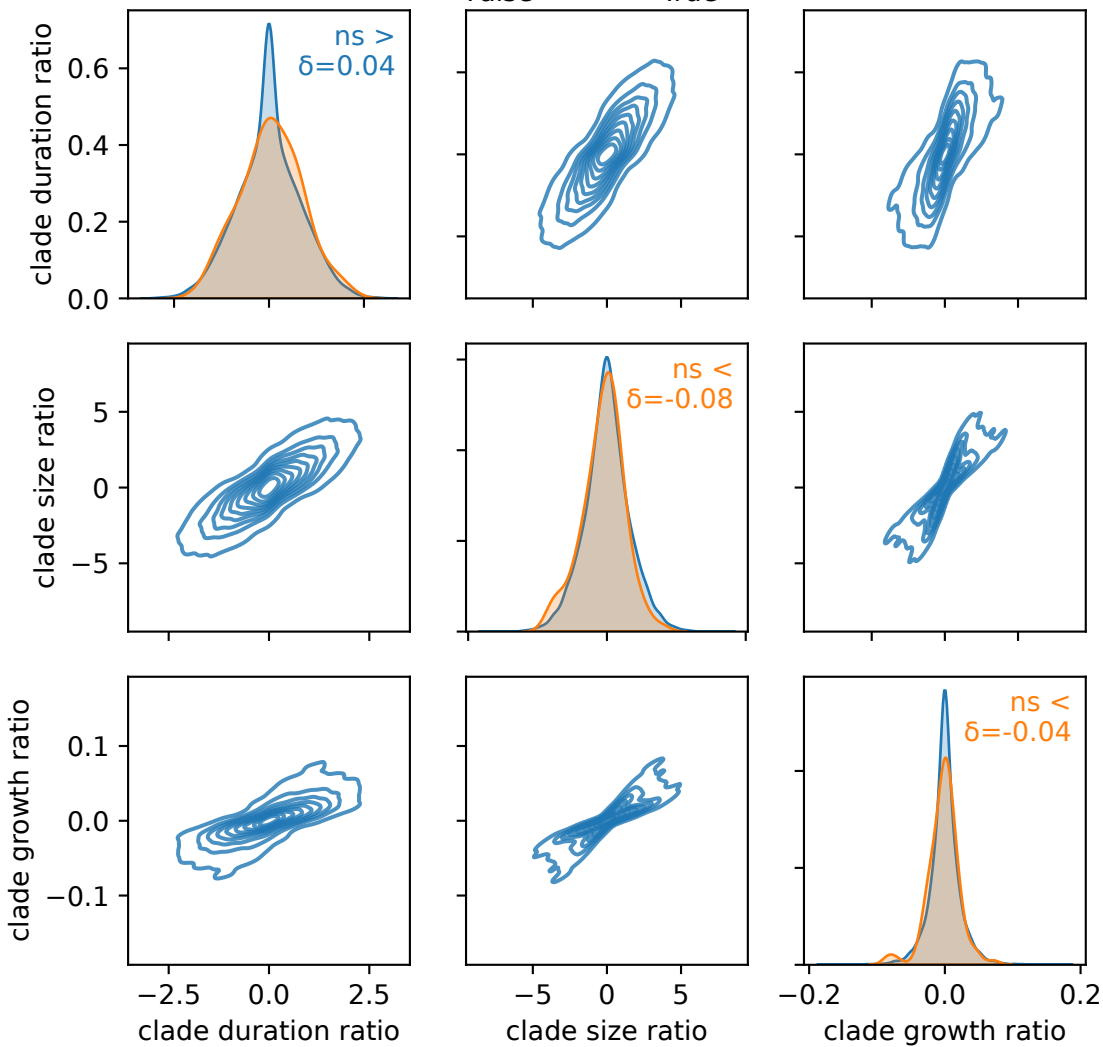 clade duration ratio
0.6
0.4
0.2
0.0
ns >
δ=0.04
clade size ratio
5
0
−5
ns <
δ=-0.08
clade growth ratio
0.1
0.0
−0.1
ns <
δ=-0.04
−2.5 0.0 2.5
−5 0 5
−0.2 0.0 0.2
clade duration ratio
clade size ratio
clade growth ratio